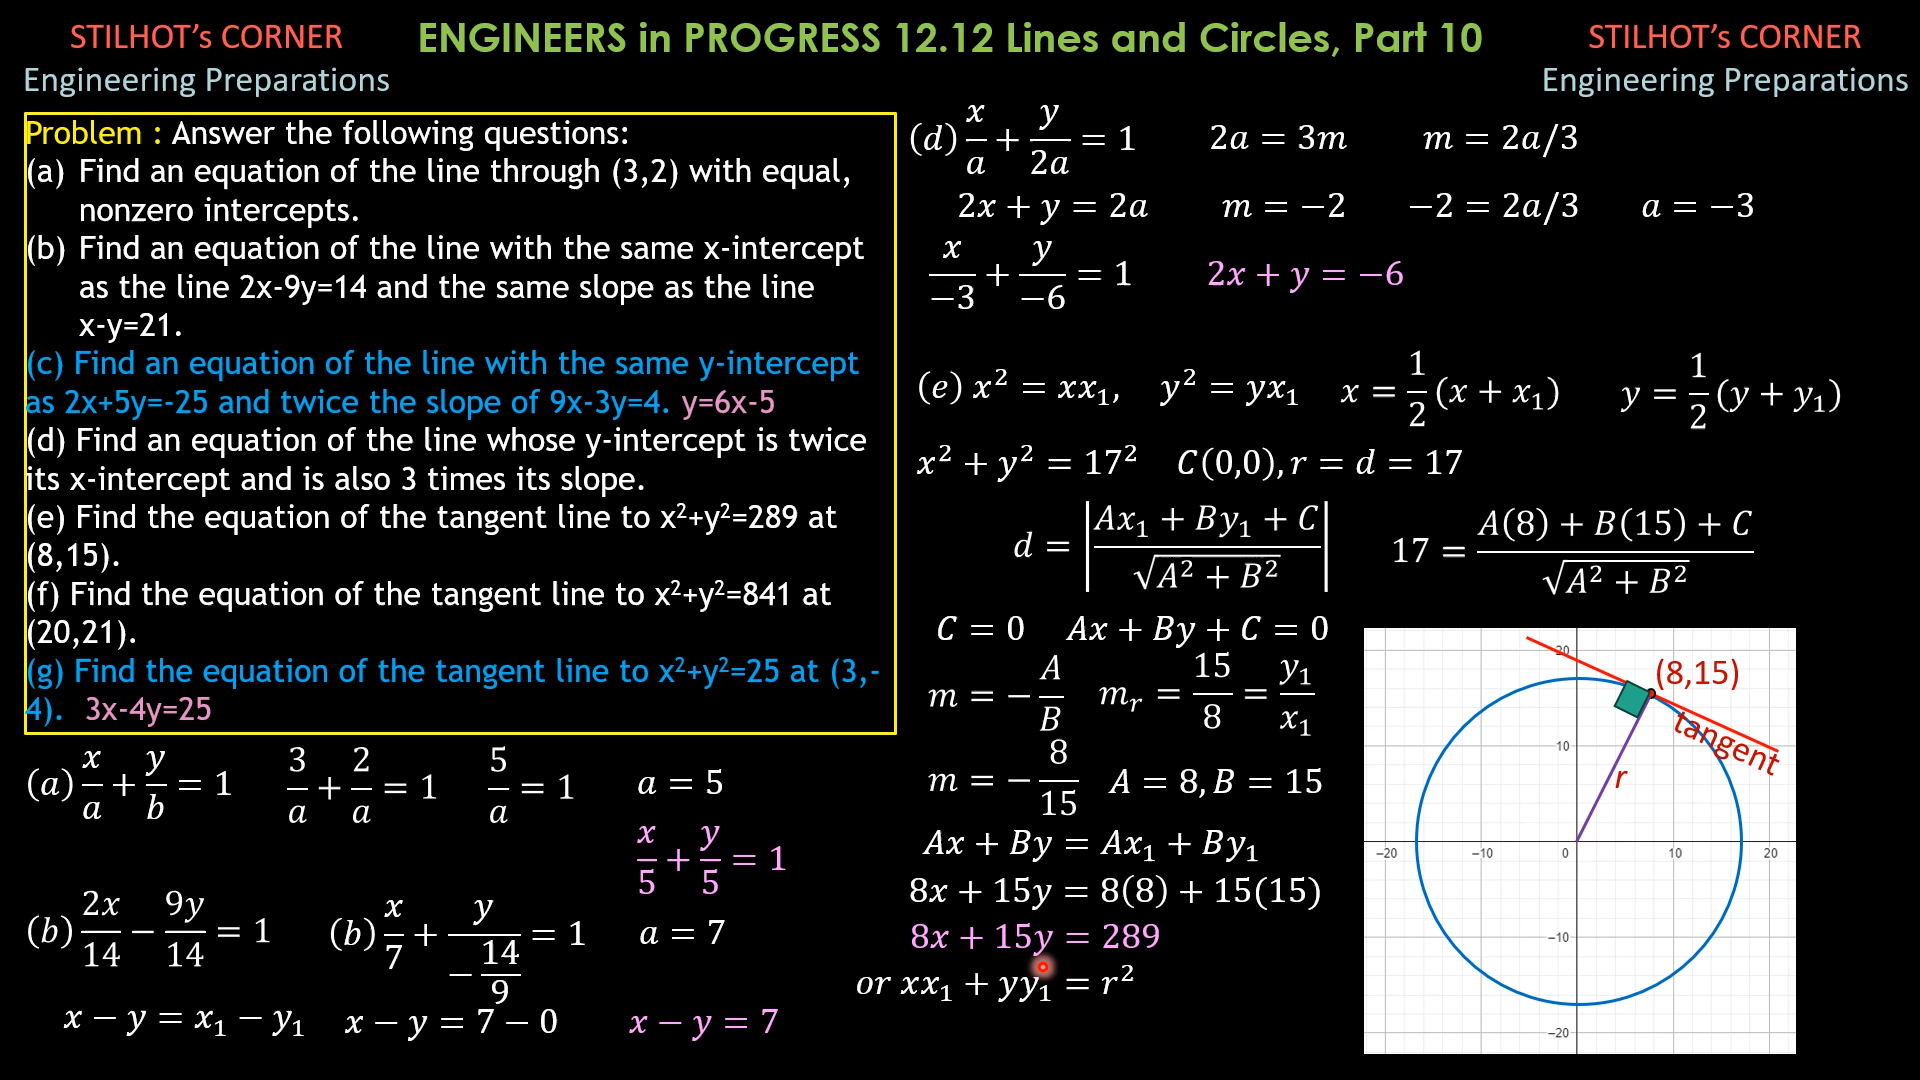 STILHOT’s CORNER
Engineering Preparations
ENGINEERS in PROGRESS 12.12 Lines and Circles, Part 10
STILHOT’s CORNER
Engineering Preparations
Problem : Answer the following questions:
(a) Find an equation of the line through (3,2) with equal,
nonzero intercepts.
(b) Find an equation of the line with the same x-intercept
as the line 2x-9y=14 and the same slope as the line
x-y=21.
(c) Find an equation of the line with the same y-intercept
as 2x+5y=-25 and twice the slope of 9x-3y=4. y=6x-5
(d) Find an equation of the line whose y-intercept is twice
its x-intercept and is also 3 times its slope.
(e) Find the equation of the tangent line to x²+y²=289 at
(8,15).
(f) Find the equation of the tangent line to x²+y²=841 at
(20,21).
(g) Find the equation of the tangent line to x²+y²=25 at (3,-
4). 3x-4y=25
(a) x/a + y/b = 1 3/a + 2/a = 1 5/a = 1 a = 5
x/5 + y/5 = 1
(b) 2x/14 − 9y/14 = 1 (b) x/7 + y/(−14/9) = 1 a = 7
x − y = x₁ − y₁ x − y = 7 − 0 x − y = 7
(d) x/a + y/2a = 1 2a = 3m m = 2a/3
2x + y = 2a m = −2 −2 = 2a/3 a = −3
x/−3 + y/−6 = 1 2x + y = −6
(e) x² = xx₁, y² = yx₁ x = 1/2 (x + x₁) y = 1/2 (y + y₁)
x² + y² = 17² C(0,0), r = d = 17
d = |(Ax₁ + By₁ + C)/√(A² + B²)| 17 = (A(8) + B(15) + C)/√(A² + B²)
C = 0 Ax + By + C = 0
m = − A/B mᵣ = 15/8 = y₁/x₁
m = − 8/15 A = 8, B = 15
Ax + By = Ax₁ + By₁
8x + 15y = 8(8) + 15(15)
8x + 15y = 289
or xx₁ + yy₁ = r²
20
(8,15)
tangent
10
r
−20 −10 0 10 20
−10
−20